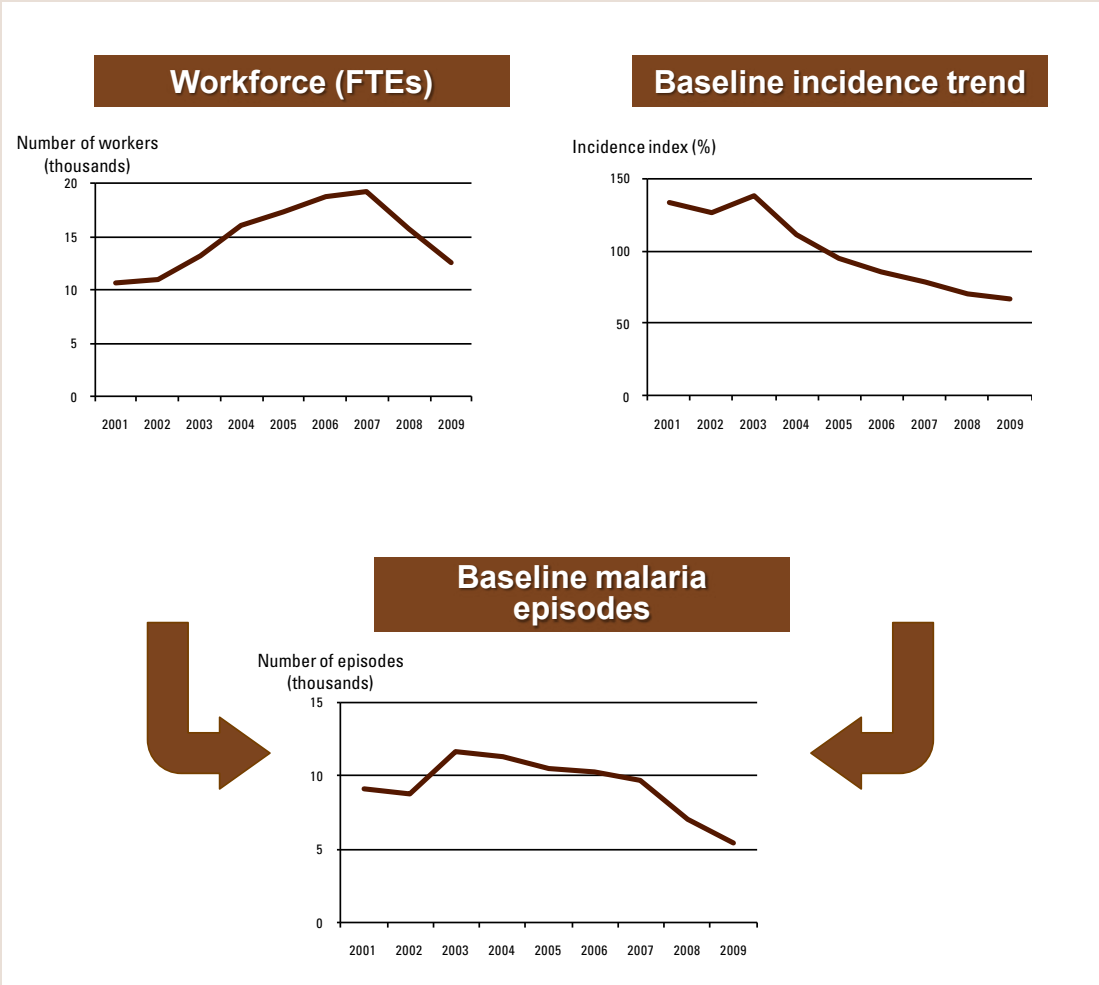 Workforce (FTEs)
Number of workers
(thousands)
20
15
10
5
0
2001 2002 2003 2004 2005 2006 2007 2008 2009
Baseline incidence trend
Incidence index (%)
150
100
50
0
2001 2002 2003 2004 2005 2006 2007 2008 2009
Baseline malaria
episodes
Number of episodes
(thousands)
15
10
5
0
2001 2002 2003 2004 2005 2006 2007 2008 2009